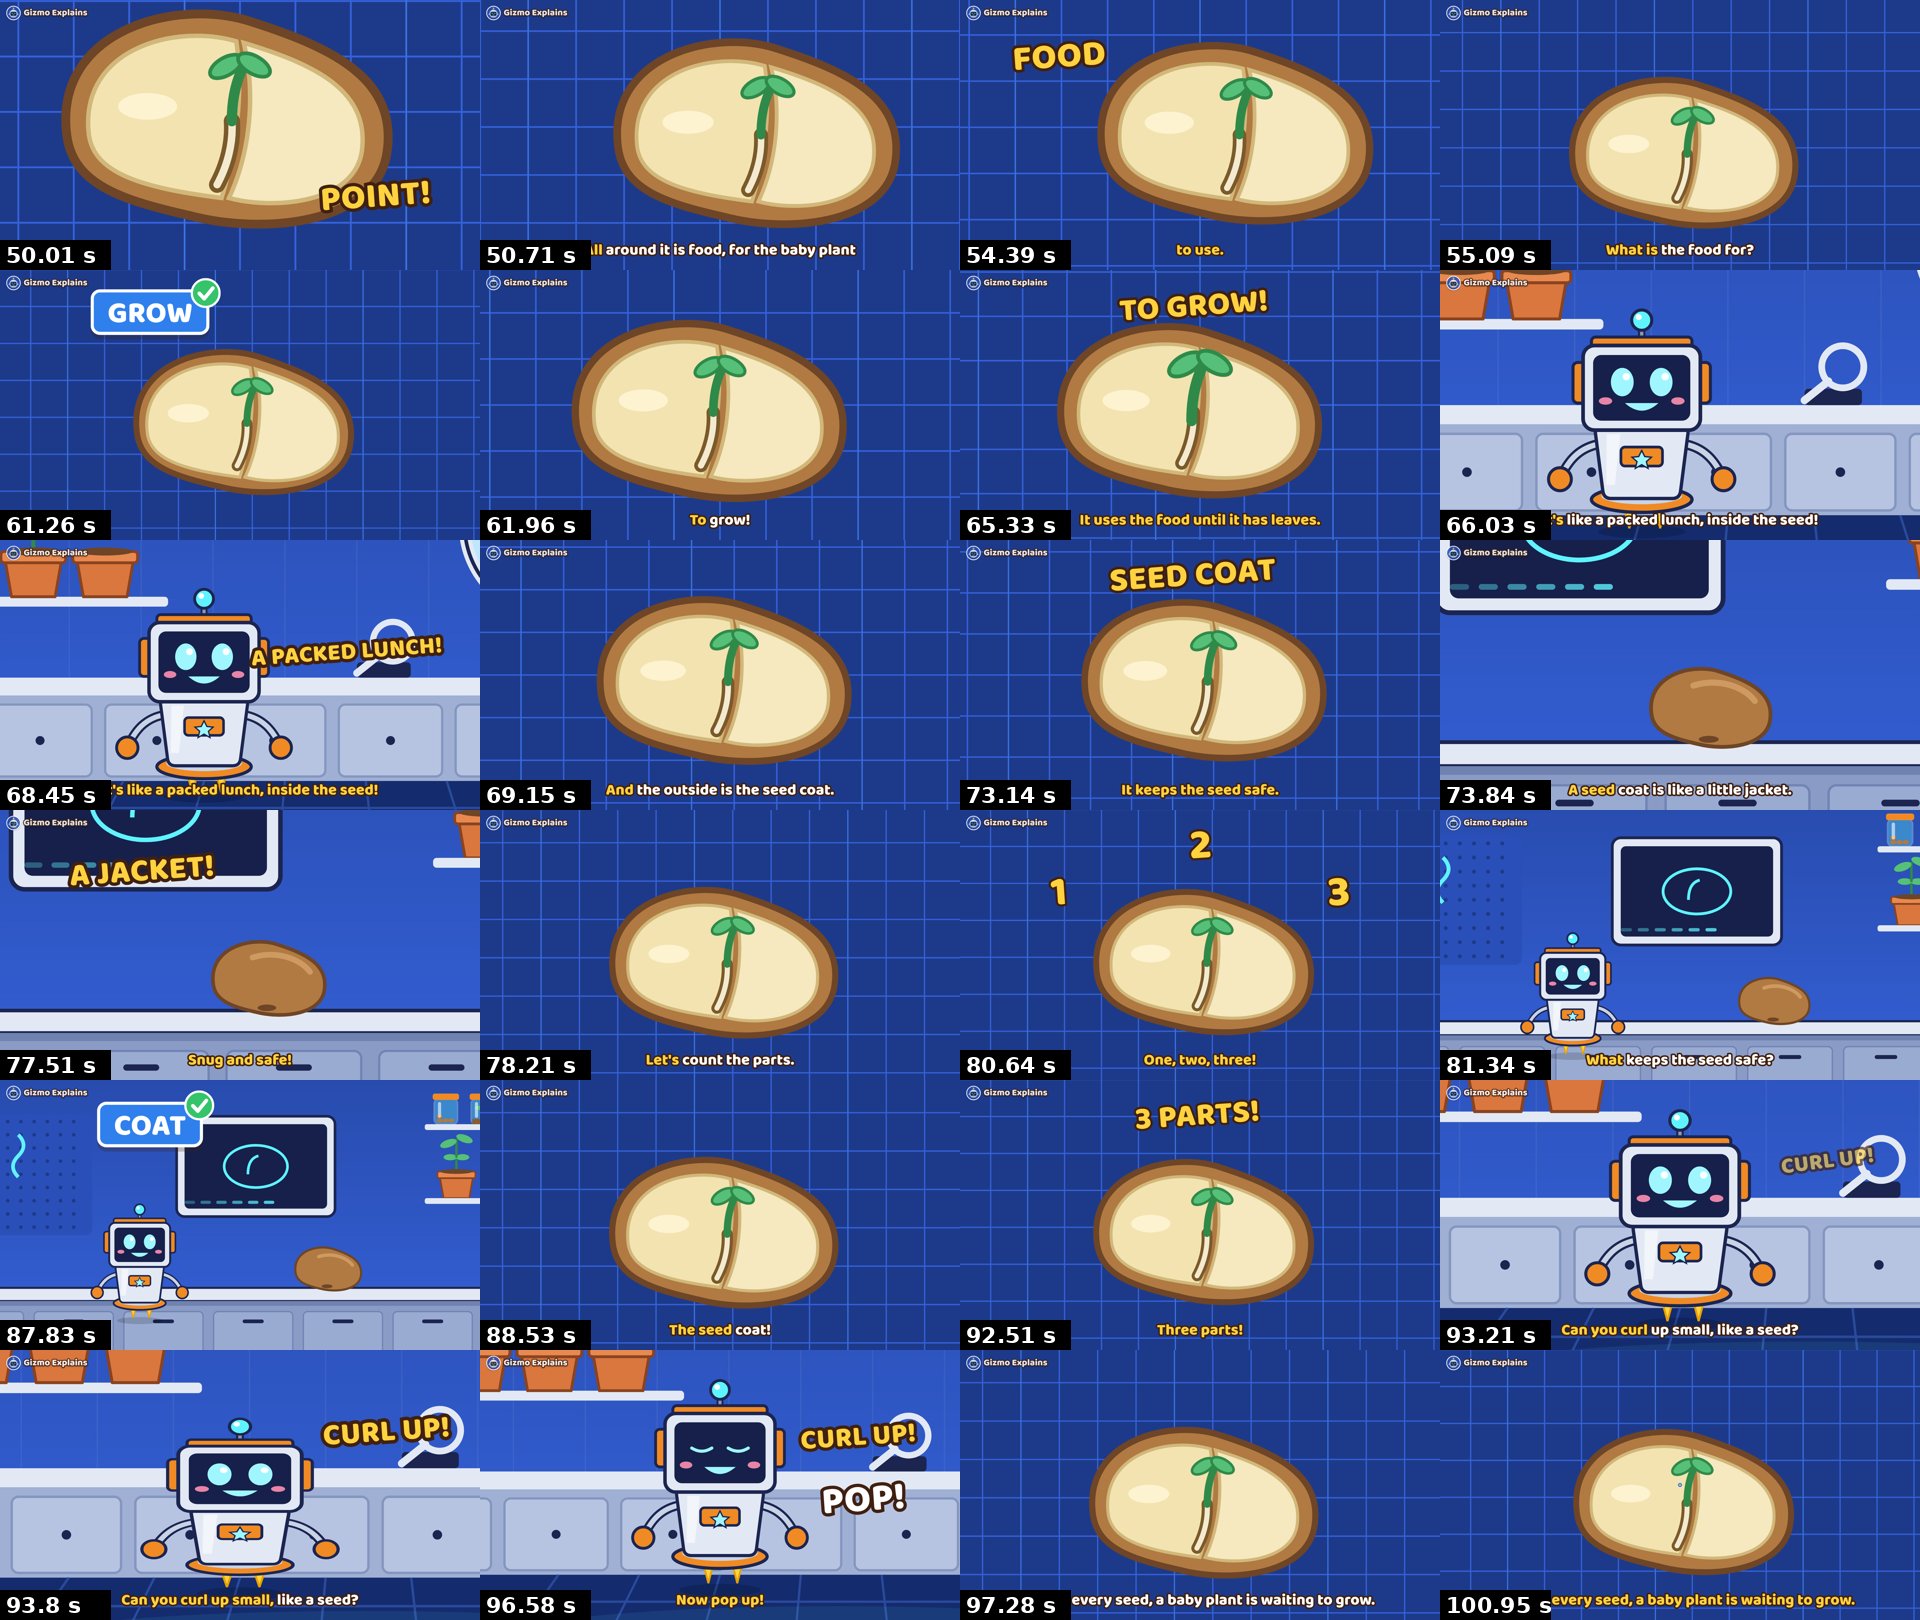 Gizmo Explains
POINT!
50.01 s
Gizmo Explains
All around it is food, for the baby plant
50.71 s
Gizmo Explains
FOOD
to use.
54.39 s
Gizmo Explains
What is the food for?
55.09 s
Gizmo Explains
GROW
61.26 s
Gizmo Explains
To grow!
61.96 s
Gizmo Explains
TO GROW!
It uses the food until it has leaves.
65.33 s
Gizmo Explains
's like a packed lunch, inside the seed!
66.03 s
Gizmo Explains
A PACKED LUNCH!
's like a packed lunch, inside the seed!
68.45 s
Gizmo Explains
And the outside is the seed coat.
69.15 s
Gizmo Explains
SEED COAT
It keeps the seed safe.
73.14 s
Gizmo Explains
A seed coat is like a little jacket.
73.84 s
Gizmo Explains
A JACKET!
Snug and safe!
77.51 s
Gizmo Explains
Let's count the parts.
78.21 s
Gizmo Explains
1 2 3
One, two, three!
80.64 s
Gizmo Explains
What keeps the seed safe?
81.34 s
Gizmo Explains
COAT
87.83 s
Gizmo Explains
The seed coat!
88.53 s
Gizmo Explains
3 PARTS!
Three parts!
92.51 s
Gizmo Explains
CURL UP!
Can you curl up small, like a seed?
93.21 s
Gizmo Explains
CURL UP!
Can you curl up small, like a seed?
93.8 s
Gizmo Explains
CURL UP!
POP!
Now pop up!
96.58 s
Gizmo Explains
every seed, a baby plant is waiting to grow.
97.28 s
Gizmo Explains
every seed, a baby plant is waiting to grow.
100.95 s